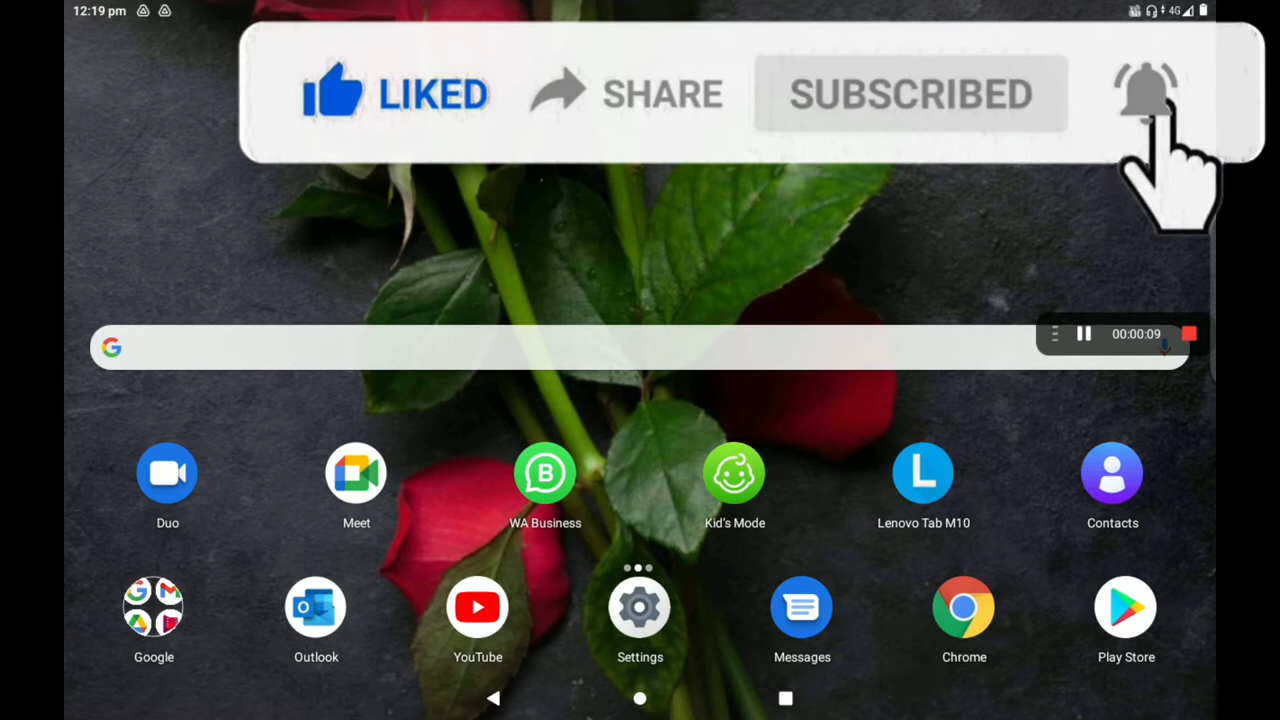 12:19 pm 4G
LIKED SHARE SUBSCRIBED
00:00:09
Duo Meet WA Business Kid's Mode Lenovo Tab M10 Contacts
Google Outlook YouTube Settings Messages Chrome Play Store